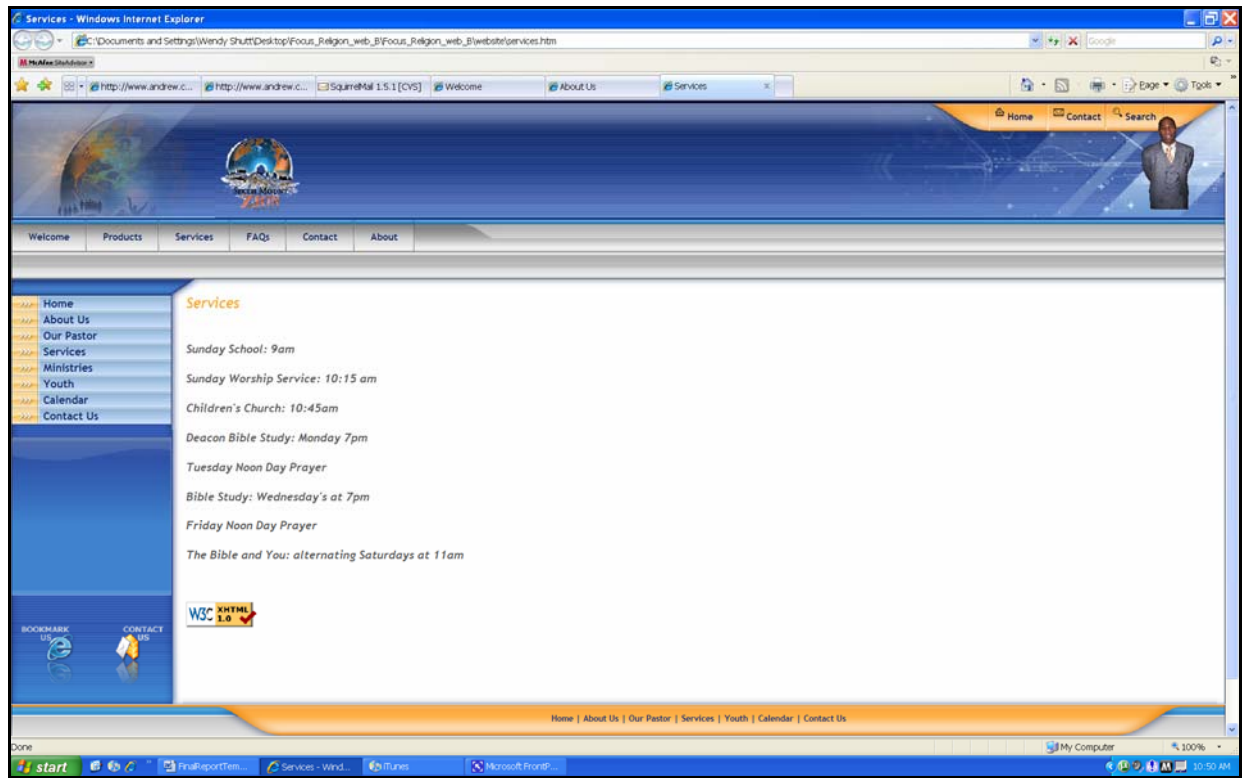 Services - Windows Internet Explorer
C:\Documents and Settings\Wendy Shutt\Desktop\Focus_Religion_web_B\Focus_Religion_web_B\website\services.htm
Google
McAfee SiteAdvisor
http://www.andrew.c... http://www.andrew.c... SquirrelMail 1.5.1 [CVS] Welcome About Us Services x Page Tools
Home Contact Search
Second Mount
Zion
Welcome Products Services FAQs Contact About
Home
About Us
Our Pastor
Services
Ministries
Youth
Calendar
Contact Us
Services
Sunday School: 9am
Sunday Worship Service: 10:15 am
Children's Church: 10:45am
Deacon Bible Study: Monday 7pm
Tuesday Noon Day Prayer
Bible Study: Wednesday's at 7pm
Friday Noon Day Prayer
The Bible and You: alternating Saturdays at 11am
W3C XHTML 1.0
BOOKMARK US
CONTACT US
Home | About Us | Our Pastor | Services | Youth | Calendar | Contact Us
Done My Computer 100%
start FinalReportTem... Services - Wind... iTunes Microsoft FrontP... 10:50 AM